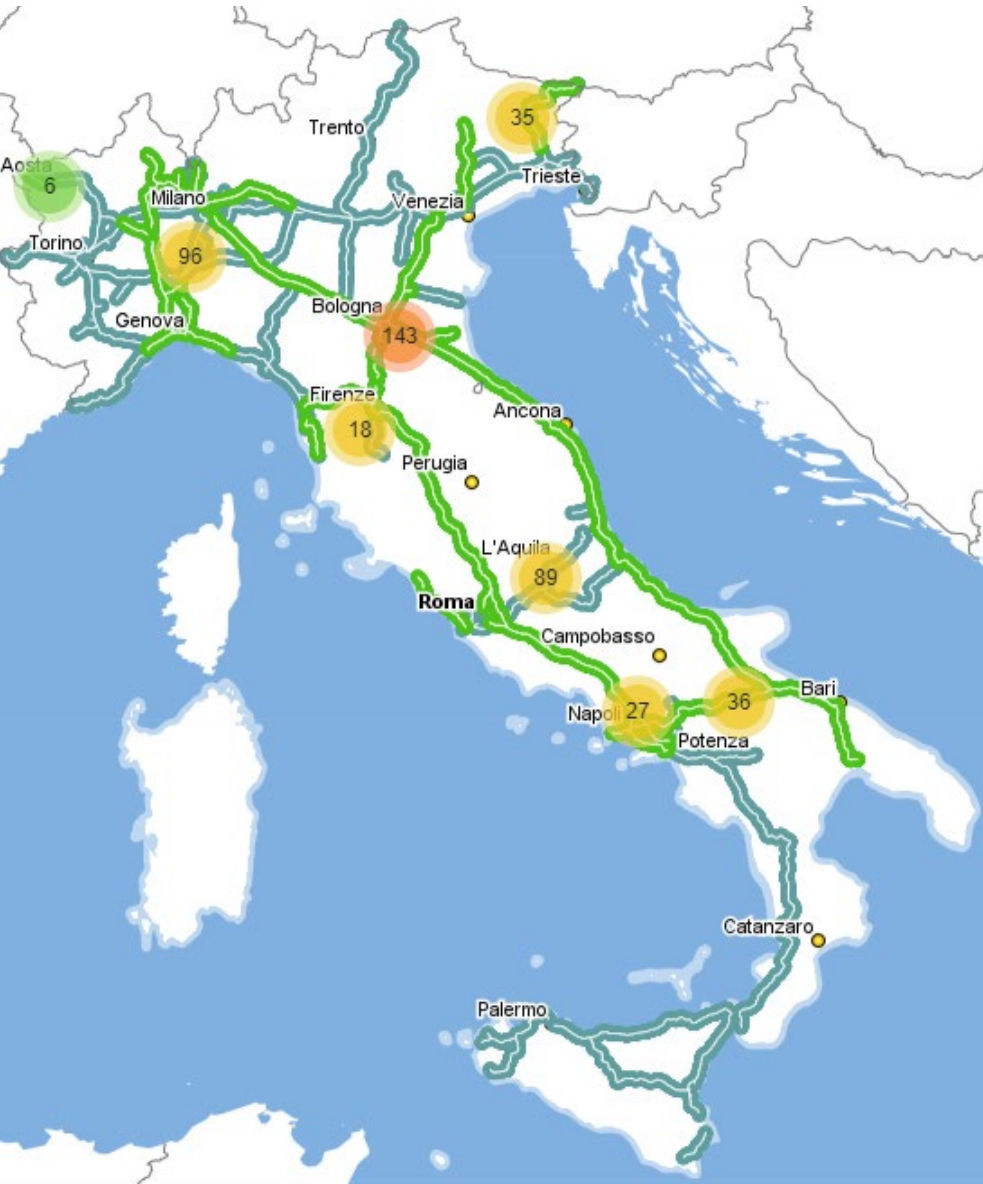 35
Trento
Aosta
6
Trieste
Milano
Venezia
Torino
96
Bologna
Genova
143
Firenze
Ancona
18
Perugia
L'Aquila
89
Roma
Campobasso
Bari
36
Napoli
27
Potenza
Catanzaro
Palermo